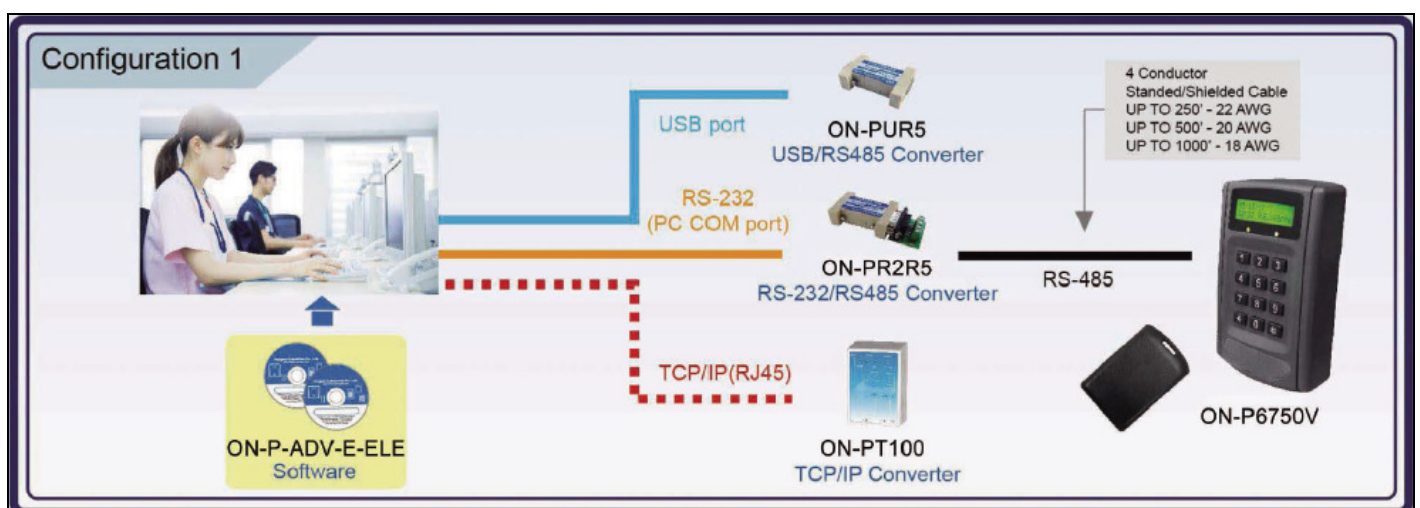 Configuration 1
USB port
ON-PUR5
USB/RS485 Converter
4 Conductor
Standed/Shielded Cable
UP TO 250' - 22 AWG
UP TO 500' - 20 AWG
UP TO 1000' - 18 AWG
RS-232
(PC COM port)
ON-PR2R5
RS-232/RS485 Converter
RS-485
TCP/IP(RJ45)
ON-PT100
TCP/IP Converter
ON-P6750V
ON-P-ADV-E-ELE
Software